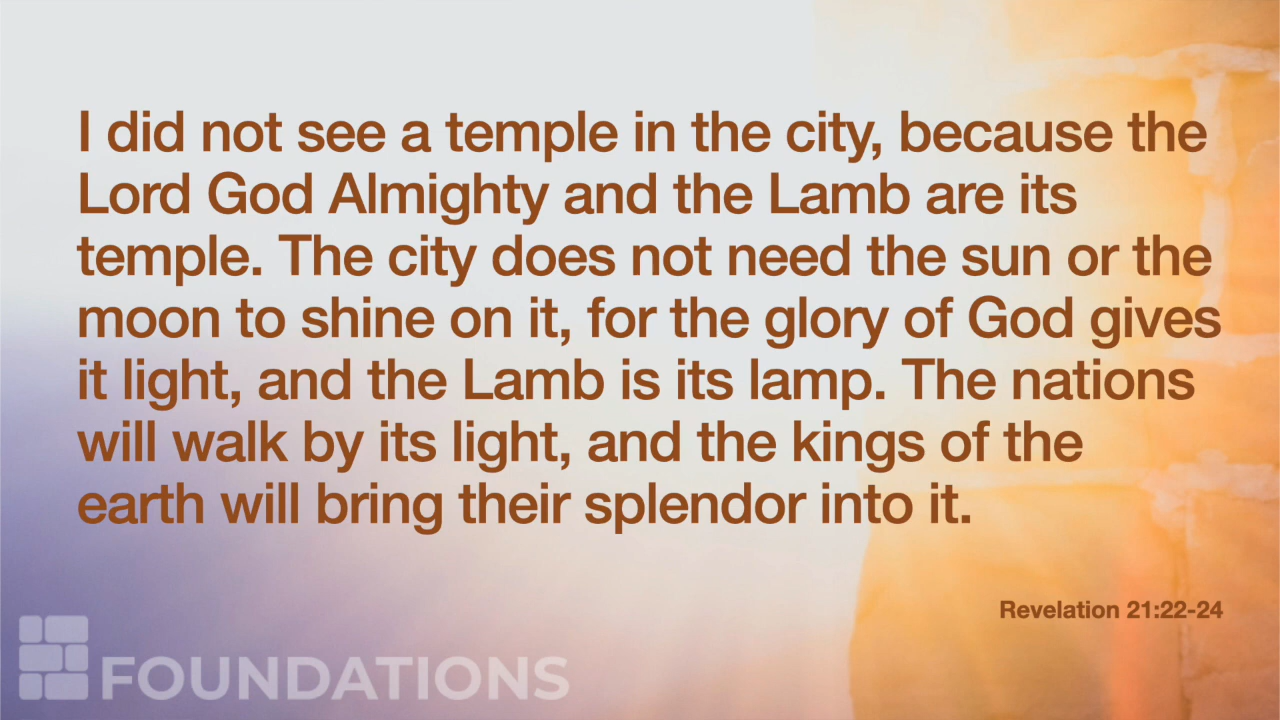 I did not see a temple in the city, because the
Lord God Almighty and the Lamb are its
temple. The city does not need the sun or the
moon to shine on it, for the glory of God gives
it light, and the Lamb is its lamp. The nations
will walk by its light, and the kings of the
earth will bring their splendor into it.
Revelation 21:22-24
FOUNDATIONS